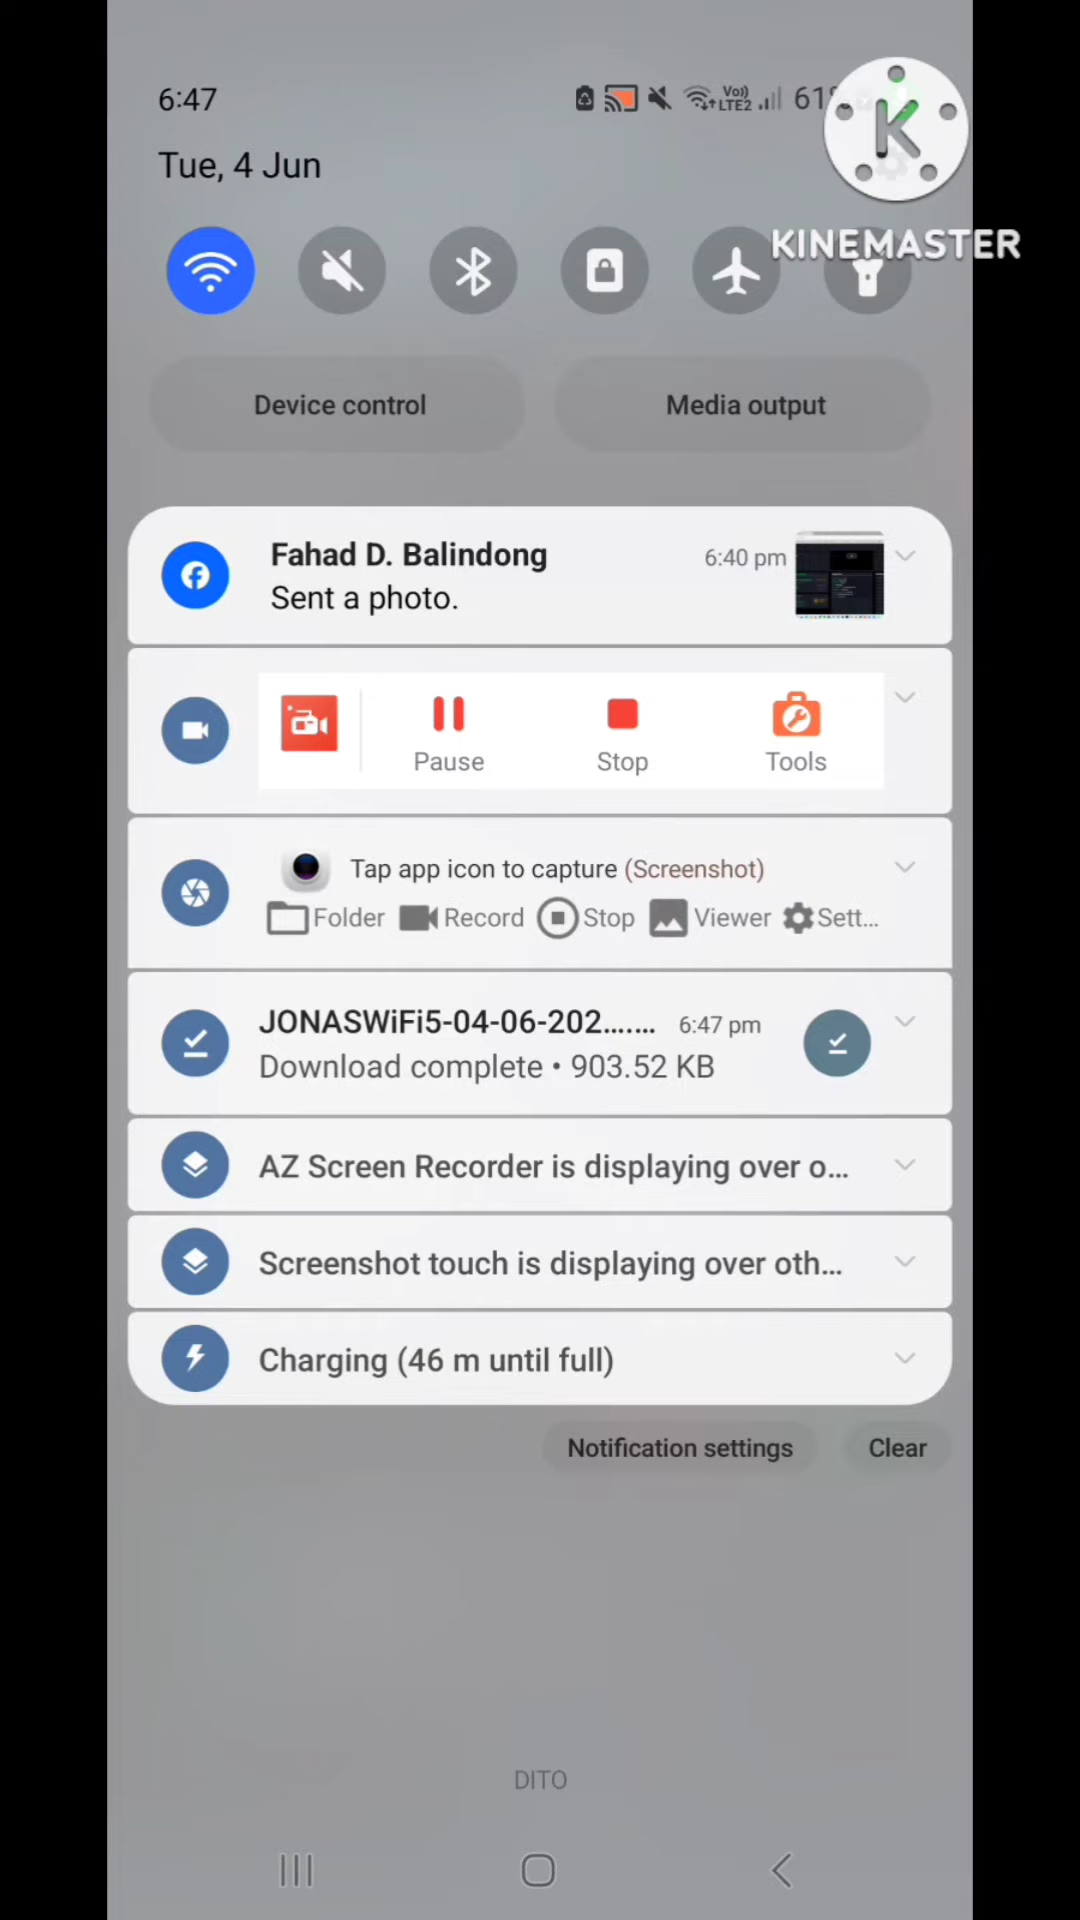 6:47
Vo)) LTE2
61
Tue, 4 Jun
KINEMASTER
Device control
Media output
Fahad D. Balindong
6:40 pm
Sent a photo.
Pause
Stop
Tools
Tap app icon to capture (Screenshot)
Folder
Record
Stop
Viewer
Sett...
JONASWiFi5-04-06-202......
6:47 pm
Download complete • 903.52 KB
AZ Screen Recorder is displaying over o...
Screenshot touch is displaying over oth...
Charging (46 m until full)
Notification settings
Clear
DITO